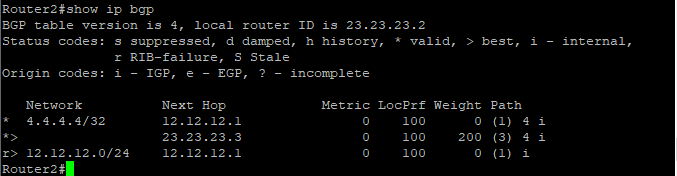 Router2#show ip bgp
BGP table version is 4, local router ID is 23.23.23.2
Status codes: s suppressed, d damped, h history, * valid, > best, i - internal,
              r RIB-failure, S Stale
Origin codes: i - IGP, e - EGP, ? - incomplete

   Network          Next Hop            Metric LocPrf Weight Path
*  4.4.4.4/32       12.12.12.1               0    100      0 (1) 4 i
*>                  23.23.23.3               0    100    200 (3) 4 i
r> 12.12.12.0/24    12.12.12.1               0    100      0 (1) i
Router2#